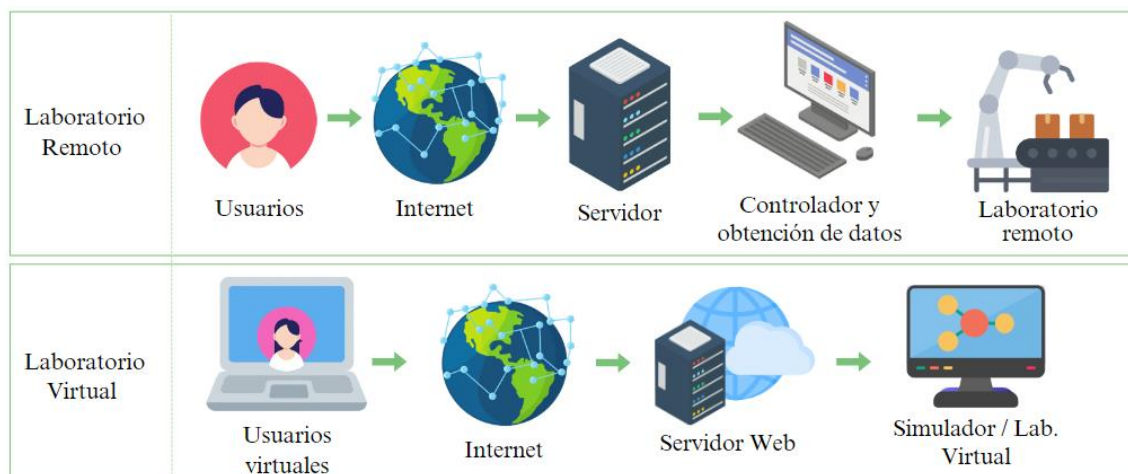 Laboratorio
Remoto
Usuarios
Internet
Servidor
Controlador y
obtención de datos
Laboratorio
remoto
Laboratorio
Virtual
Usuarios
virtuales
Internet
Servidor Web
Simulador / Lab.
Virtual